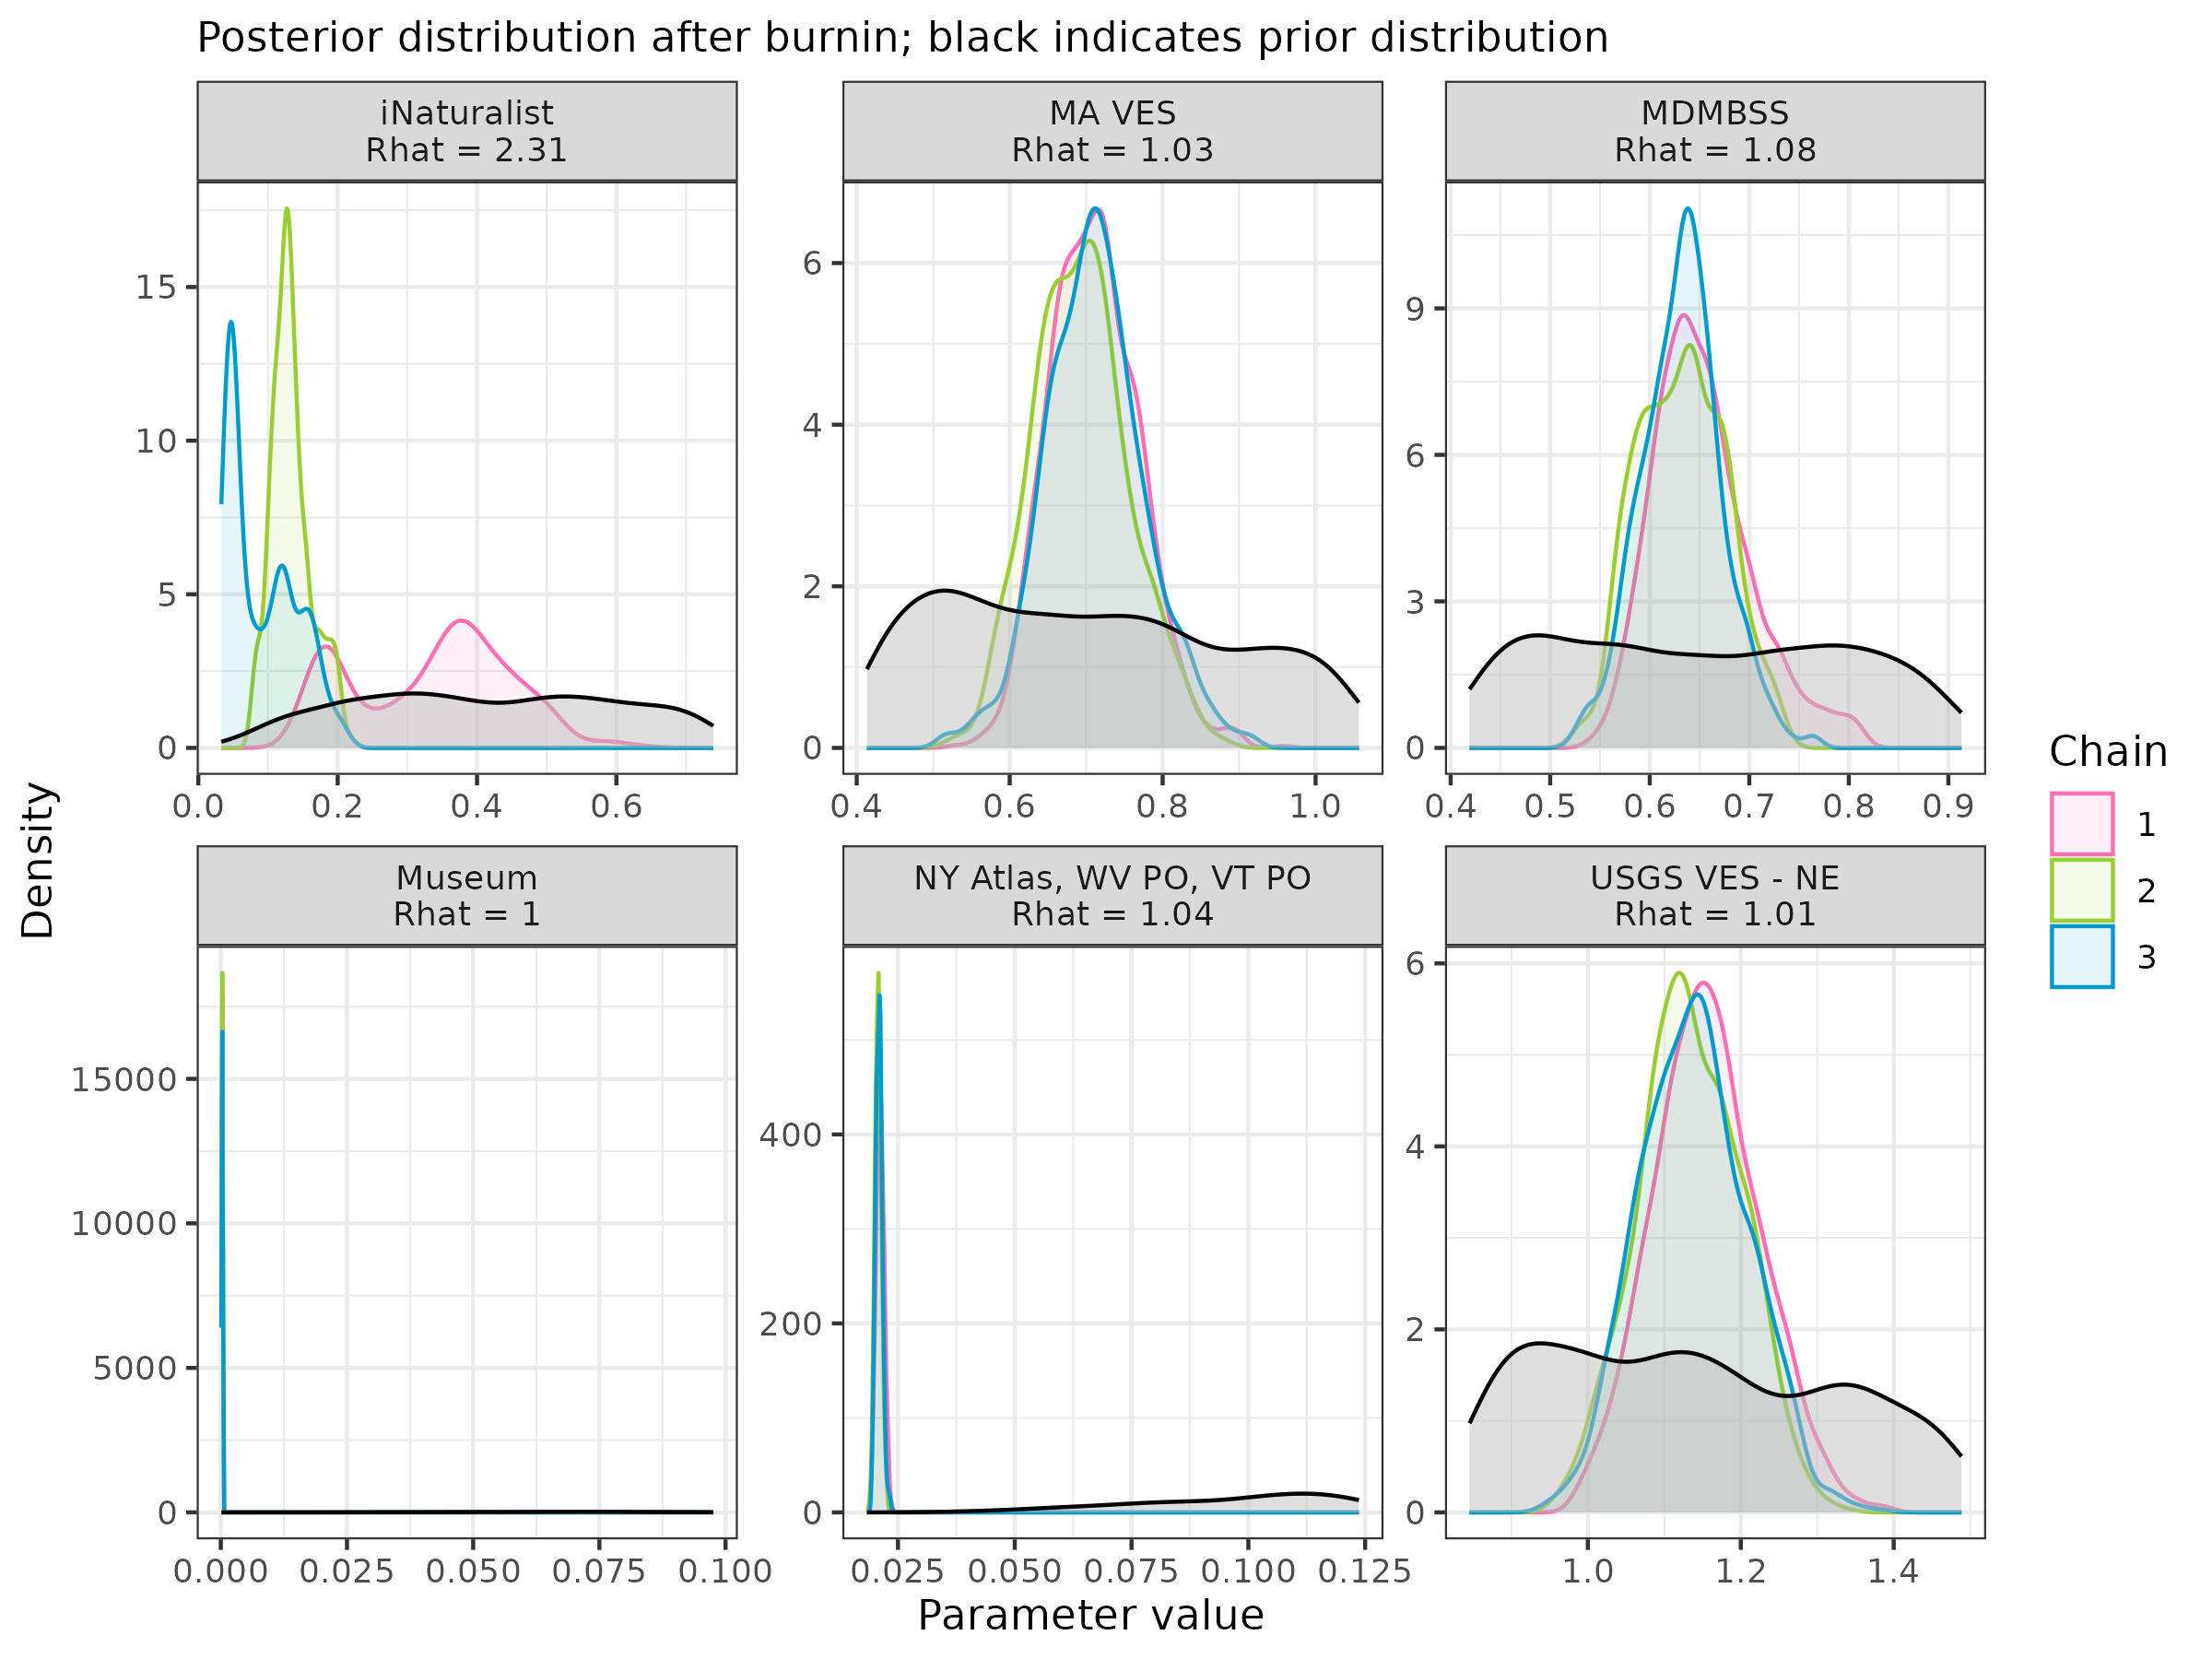 Posterior distribution after burnin; black indicates prior distribution
iNaturalist
Rhat = 2.31
MA VES
Rhat = 1.03
MDMBSS
Rhat = 1.08
15
10
5
0
6
4
2
0
9
6
3
0
0.0 0.2 0.4 0.6
0.4 0.6 0.8 1.0
0.4 0.5 0.6 0.7 0.8 0.9
Museum
Rhat = 1
NY Atlas, WV PO, VT PO
Rhat = 1.04
USGS VES - NE
Rhat = 1.01
15000
10000
5000
0
400
200
0
6
4
2
0
0.000 0.025 0.050 0.075 0.100
0.025 0.050 0.075 0.100 0.125
1.0 1.2 1.4
Density
Parameter value
Chain
1
2
3